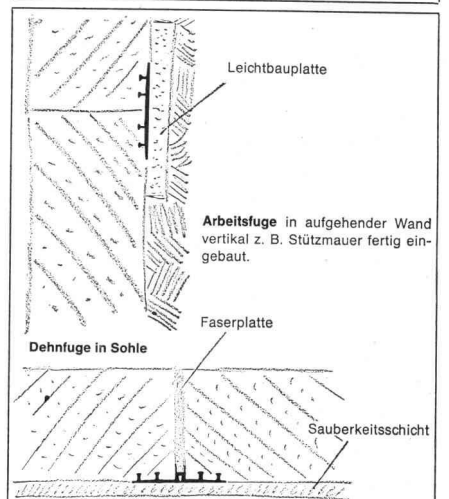 Leichtbauplatte
Arbeitsfuge in aufgehender Wand
vertikal z. B. Stützmauer fertig ein-
gebaut.
Faserplatte
Dehnfuge in Sohle
Sauberkeitsschicht